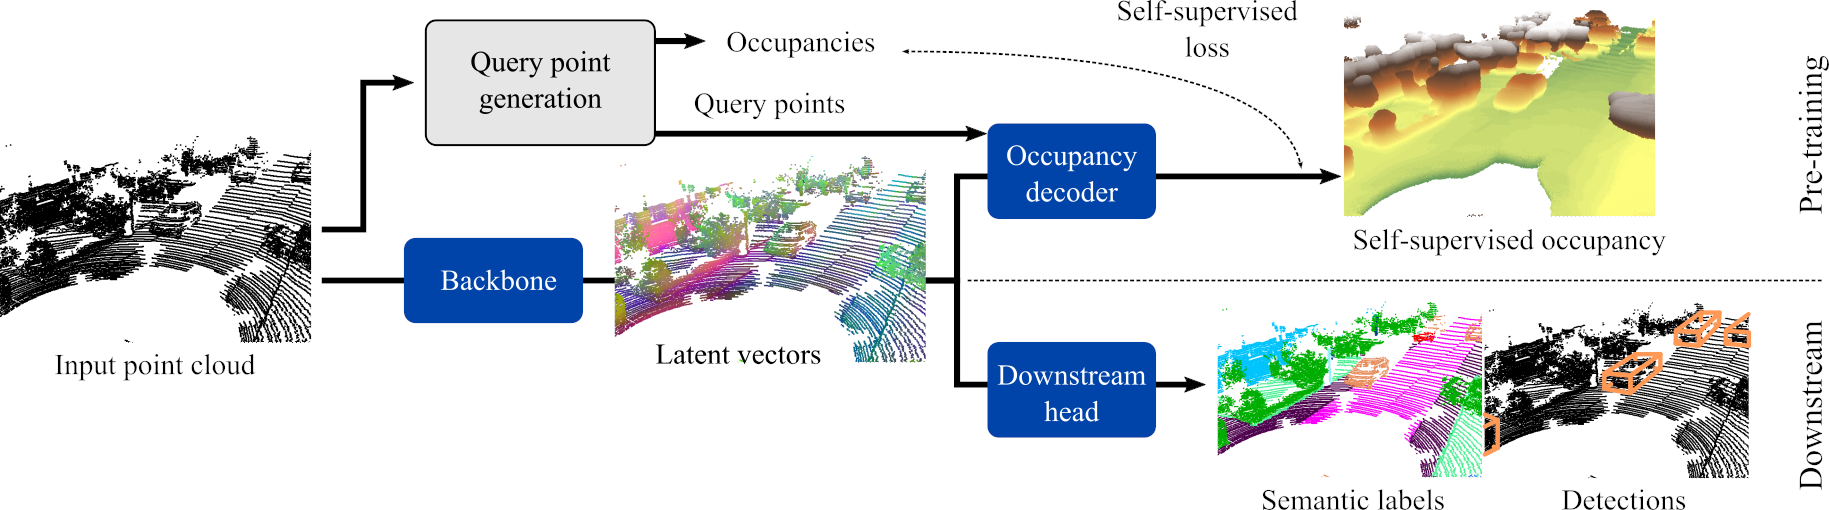 Self-supervised
loss
Query point
generation
Occupancies
Query points
Occupancy
decoder
Pre-training
Self-supervised occupancy
Backbone
Input point cloud
Latent vectors
Downstream
head
Downstream
Semantic labels
Detections